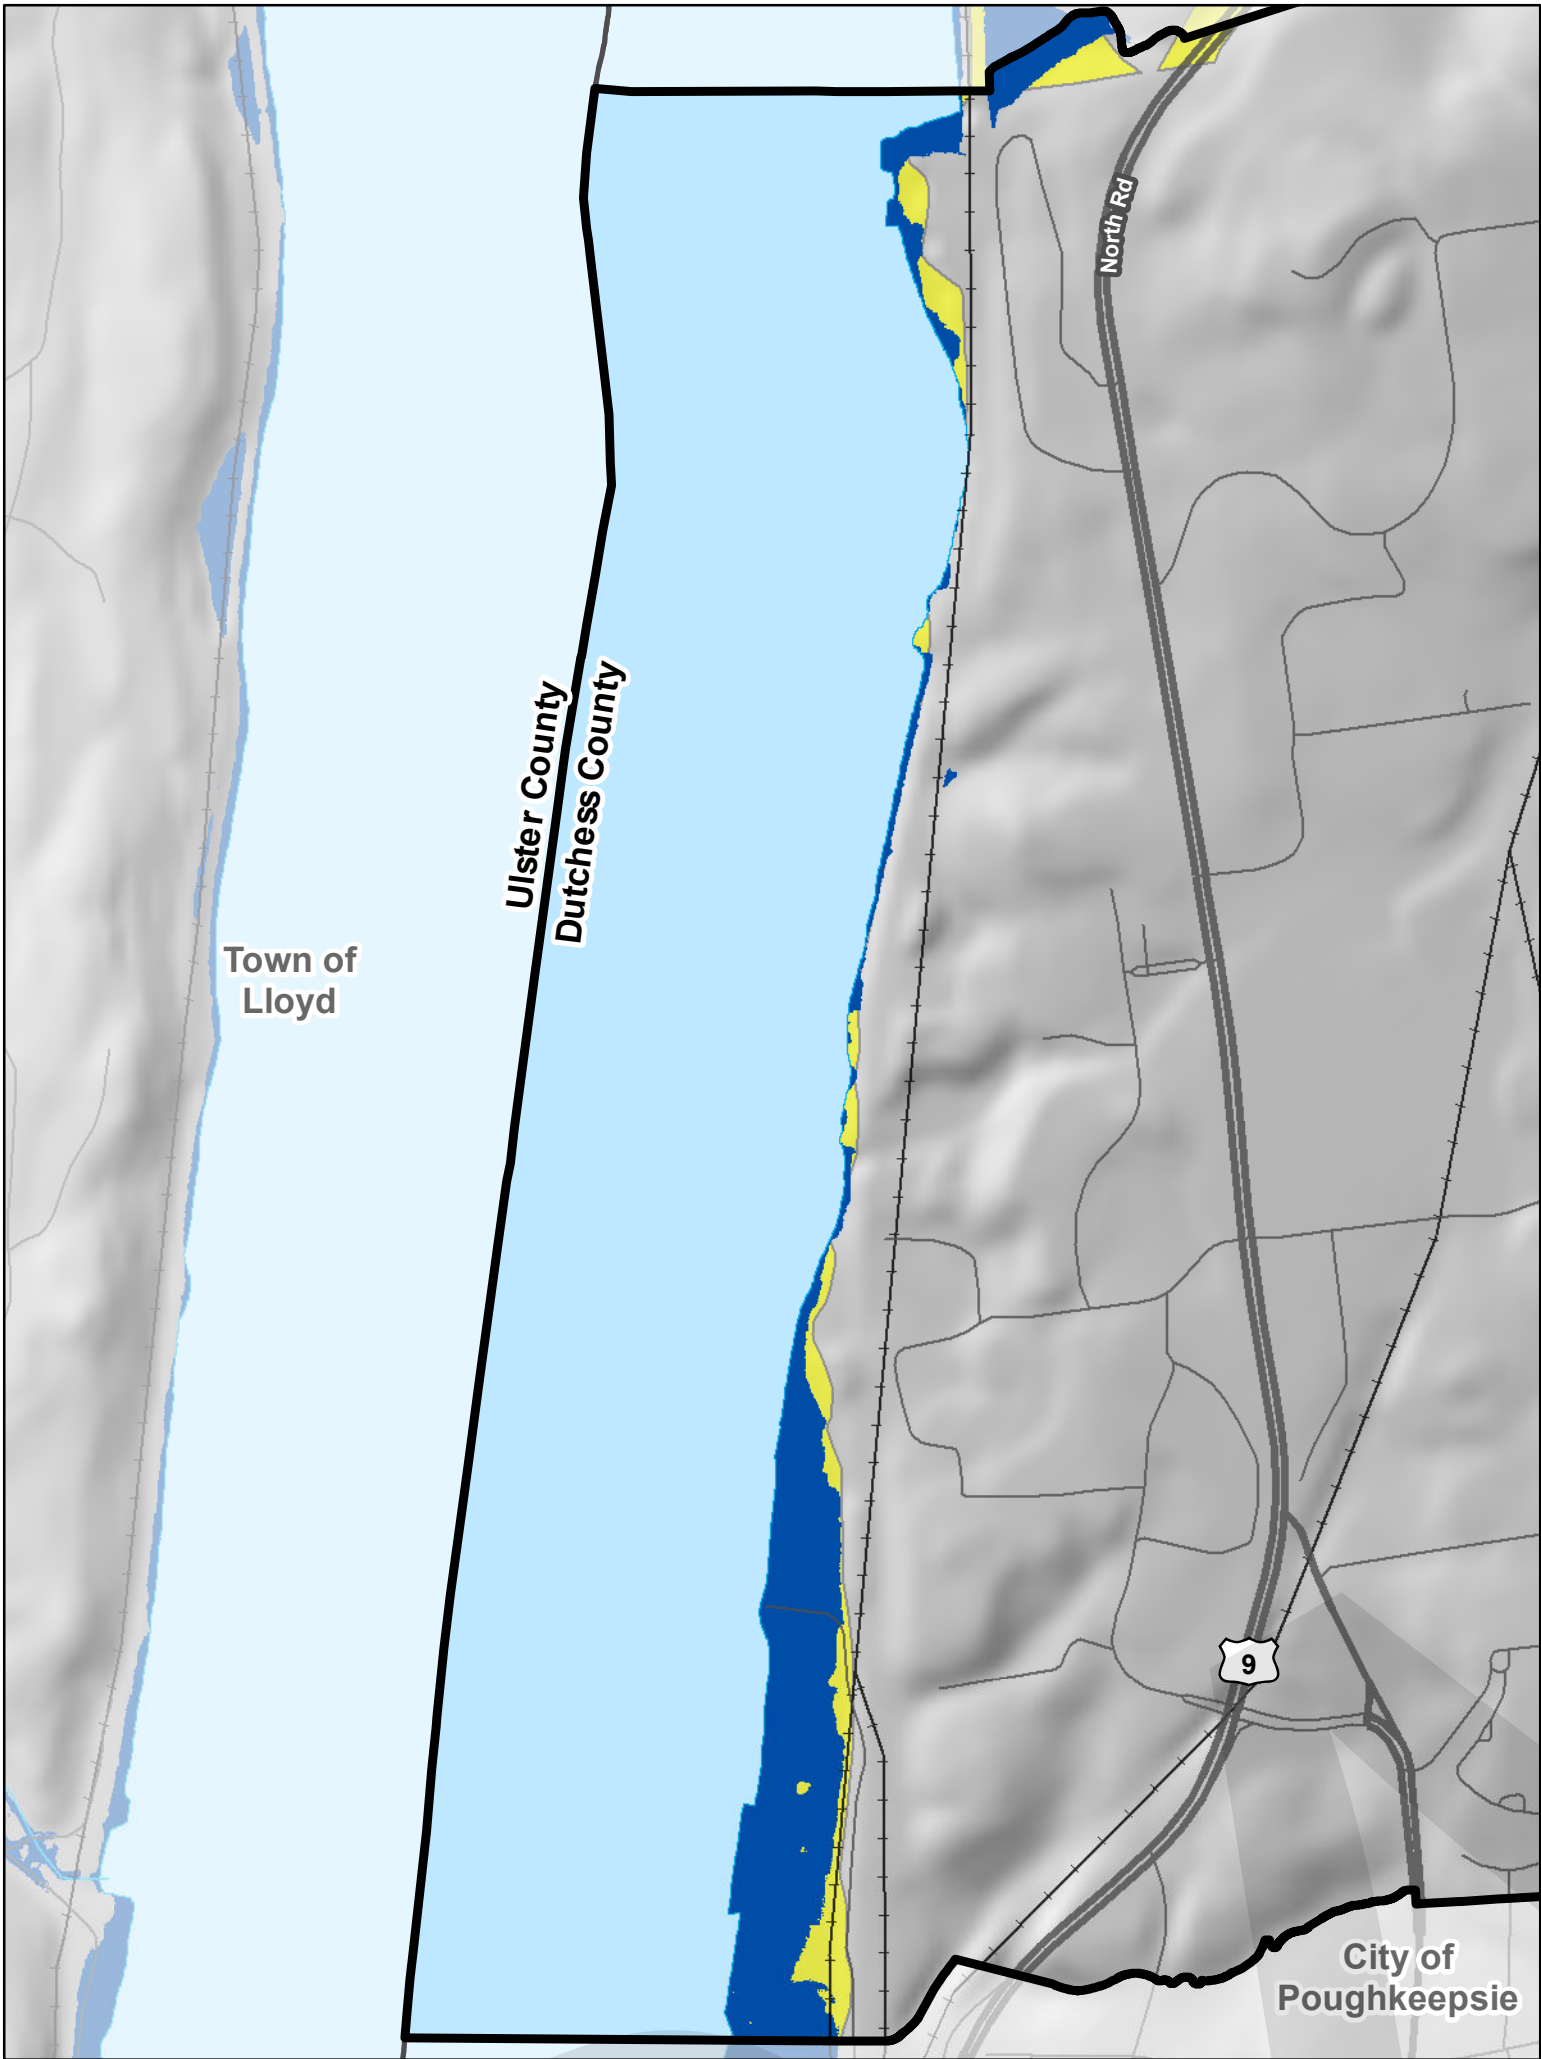 North Rd
Ulster County
Dutchess County
Town of
Lloyd
9
City of
Poughkeepsie